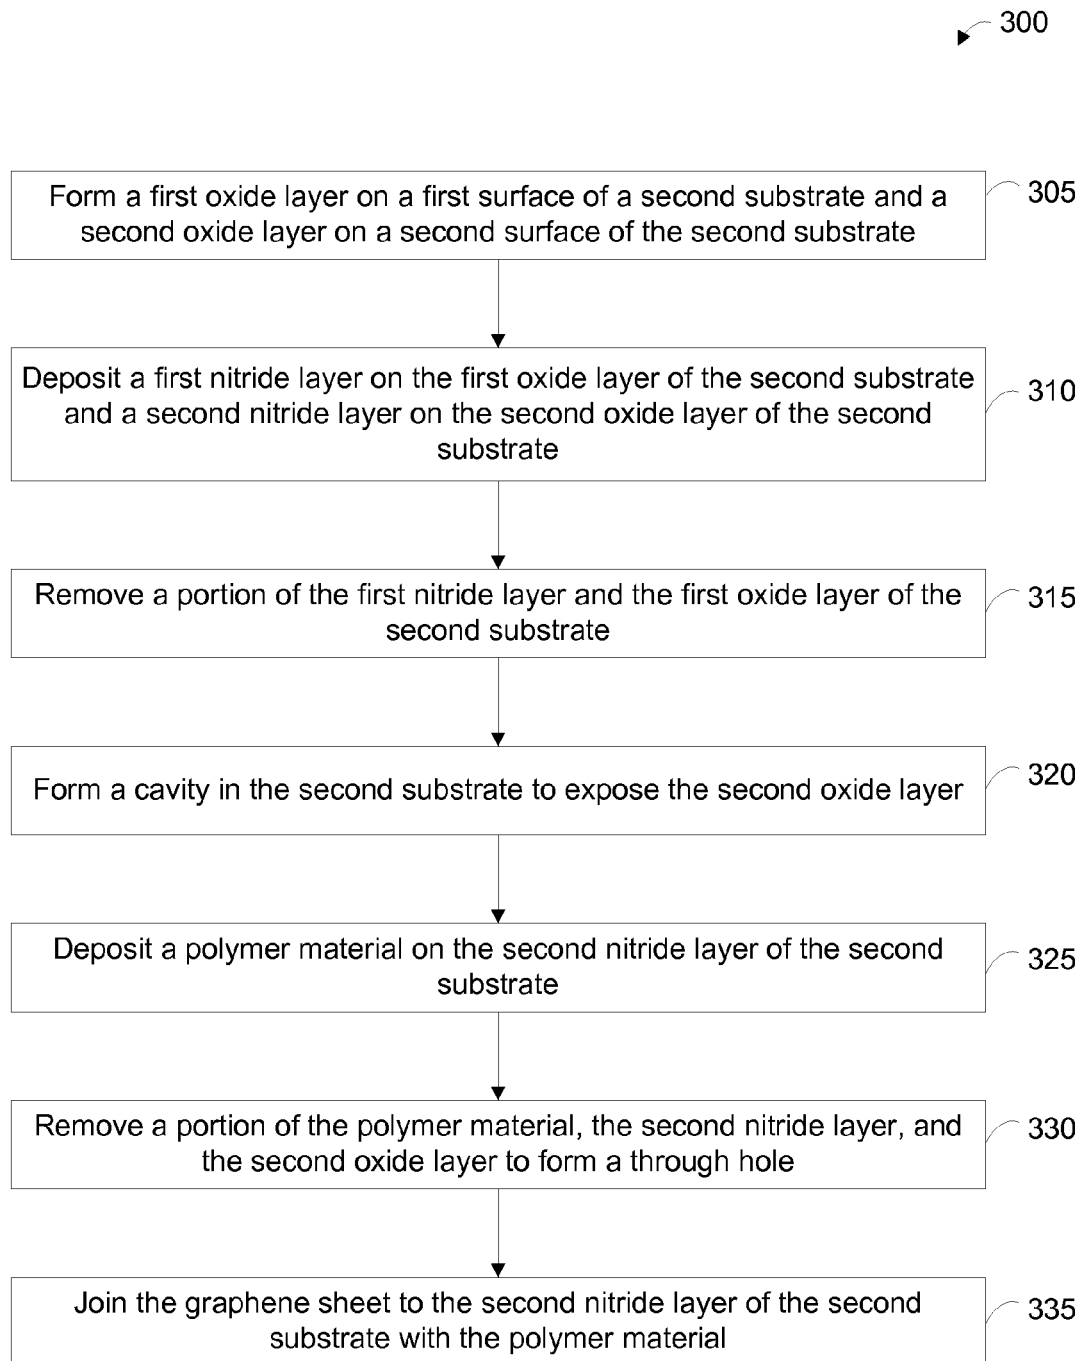 300
Form a first oxide layer on a first surface of a second substrate and a
second oxide layer on a second surface of the second substrate
305
Deposit a first nitride layer on the first oxide layer of the second substrate
and a second nitride layer on the second oxide layer of the second
substrate
310
Remove a portion of the first nitride layer and the first oxide layer of the
second substrate
315
Form a cavity in the second substrate to expose the second oxide layer
320
Deposit a polymer material on the second nitride layer of the second
substrate
325
Remove a portion of the polymer material, the second nitride layer, and
the second oxide layer to form a through hole
330
Join the graphene sheet to the second nitride layer of the second
substrate with the polymer material
335